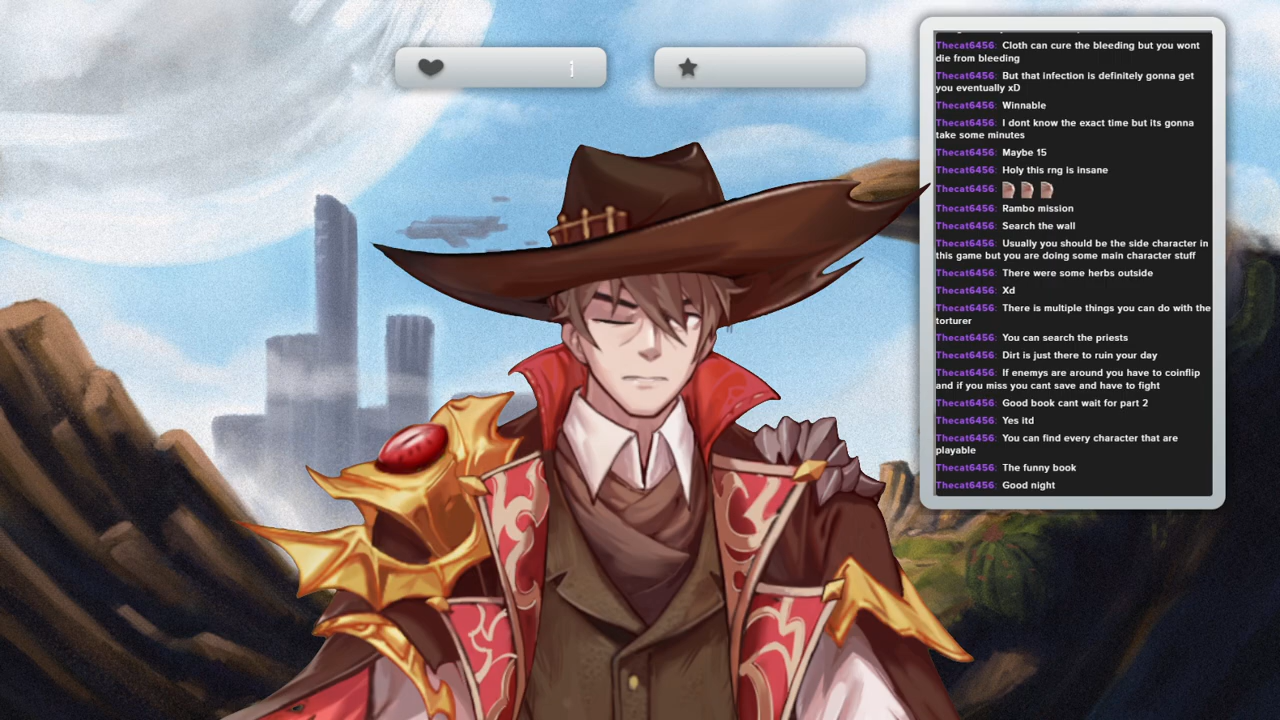 i
Thecat6456: Cloth can cure the bleeding but you wont
die from bleeding
Thecat6456: But that infection is definitely gonna get
you eventually xD
Thecat6456: Winnable
Thecat6456: I dont know the exact time but its gonna
take some minutes
Thecat6456: Maybe 15
Thecat6456: Holy this rng is insane
Thecat6456:
Thecat6456: Rambo mission
Thecat6456: Search the wall
Thecat6456: Usually you should be the side character in
this game but you are doing some main character stuff
Thecat6456: There were some herbs outside
Thecat6456: Xd
Thecat6456: There is multiple things you can do with the
torturer
Thecat6456: You can search the priests
Thecat6456: Dirt is just there to ruin your day
Thecat6456: If enemys are around you have to coinflip
and if you miss you cant save and have to fight
Thecat6456: Good book cant wait for part 2
Thecat6456: Yes itd
Thecat6456: You can find every character that are
playable
Thecat6456: The funny book
Thecat6456: Good night